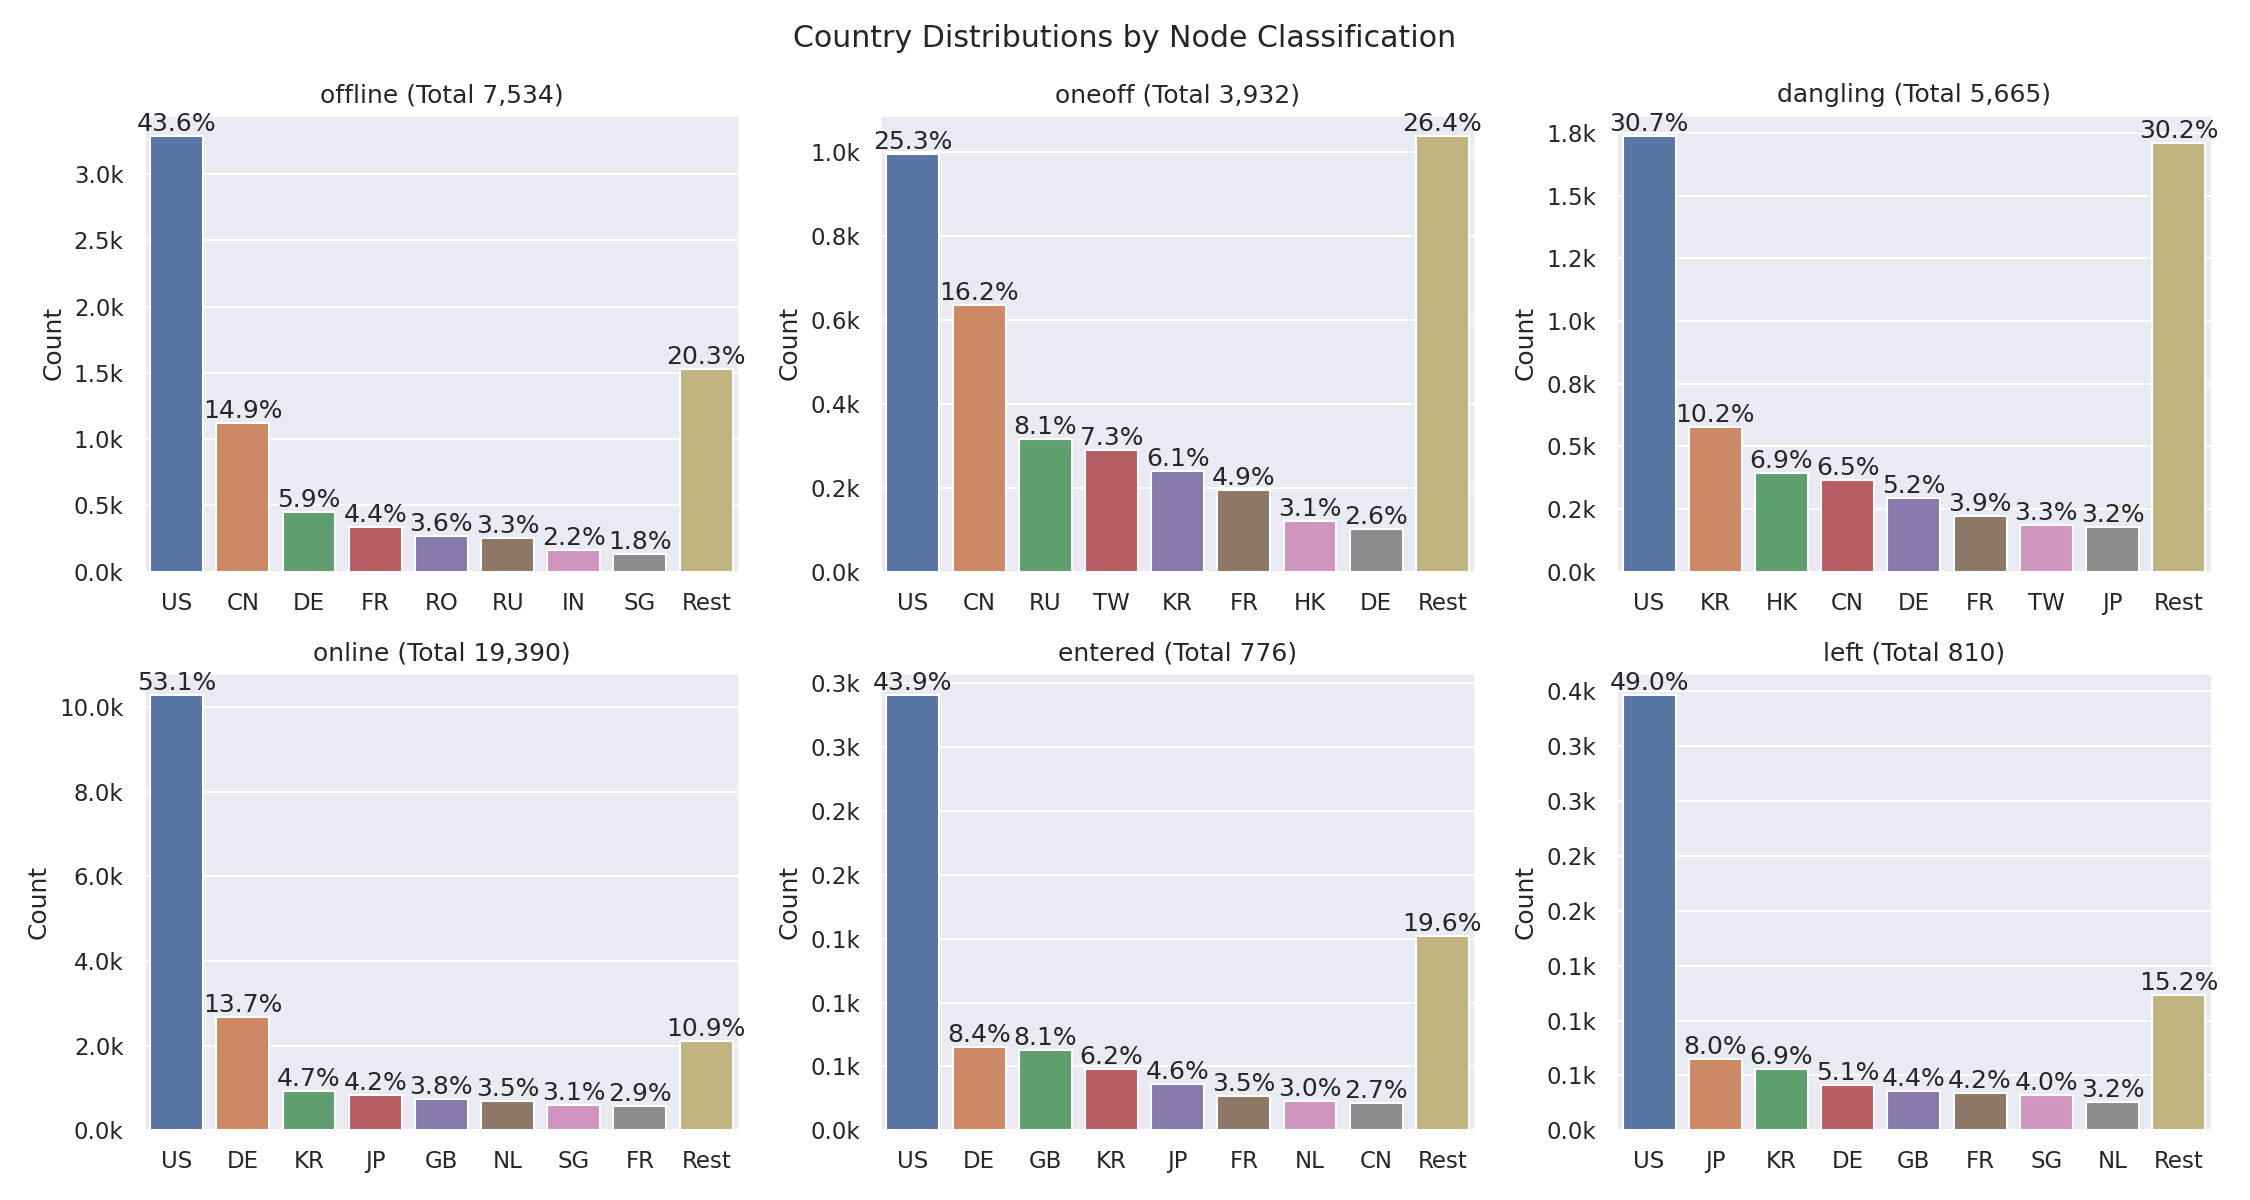 Country Distributions by Node Classification
offline (Total 7,534)
Count
3.0k
2.5k
2.0k
1.5k
1.0k
0.5k
0.0k
43.6%
14.9%
5.9%
4.4%
3.6%
3.3%
2.2%
1.8%
20.3%
US CN DE FR RO RU IN SG Rest
oneoff (Total 3,932)
Count
1.0k
0.8k
0.6k
0.4k
0.2k
0.0k
25.3%
16.2%
8.1%
7.3%
6.1%
4.9%
3.1%
2.6%
26.4%
US CN RU TW KR FR HK DE Rest
dangling (Total 5,665)
Count
1.8k
1.5k
1.2k
1.0k
0.8k
0.5k
0.2k
0.0k
30.7%
10.2%
6.9%
6.5%
5.2%
3.9%
3.3%
3.2%
30.2%
US KR HK CN DE FR TW JP Rest
online (Total 19,390)
Count
10.0k
8.0k
6.0k
4.0k
2.0k
0.0k
53.1%
13.7%
4.7%
4.2%
3.8%
3.5%
3.1%
2.9%
10.9%
US DE KR JP GB NL SG FR Rest
entered (Total 776)
Count
0.3k
0.3k
0.2k
0.2k
0.1k
0.1k
0.1k
0.0k
43.9%
8.4%
8.1%
6.2%
4.6%
3.5%
3.0%
2.7%
19.6%
US DE GB KR JP FR NL CN Rest
left (Total 810)
Count
0.4k
0.3k
0.3k
0.2k
0.2k
0.1k
0.1k
0.1k
0.0k
49.0%
8.0%
6.9%
5.1%
4.4%
4.2%
4.0%
3.2%
15.2%
US JP KR DE GB FR SG NL Rest